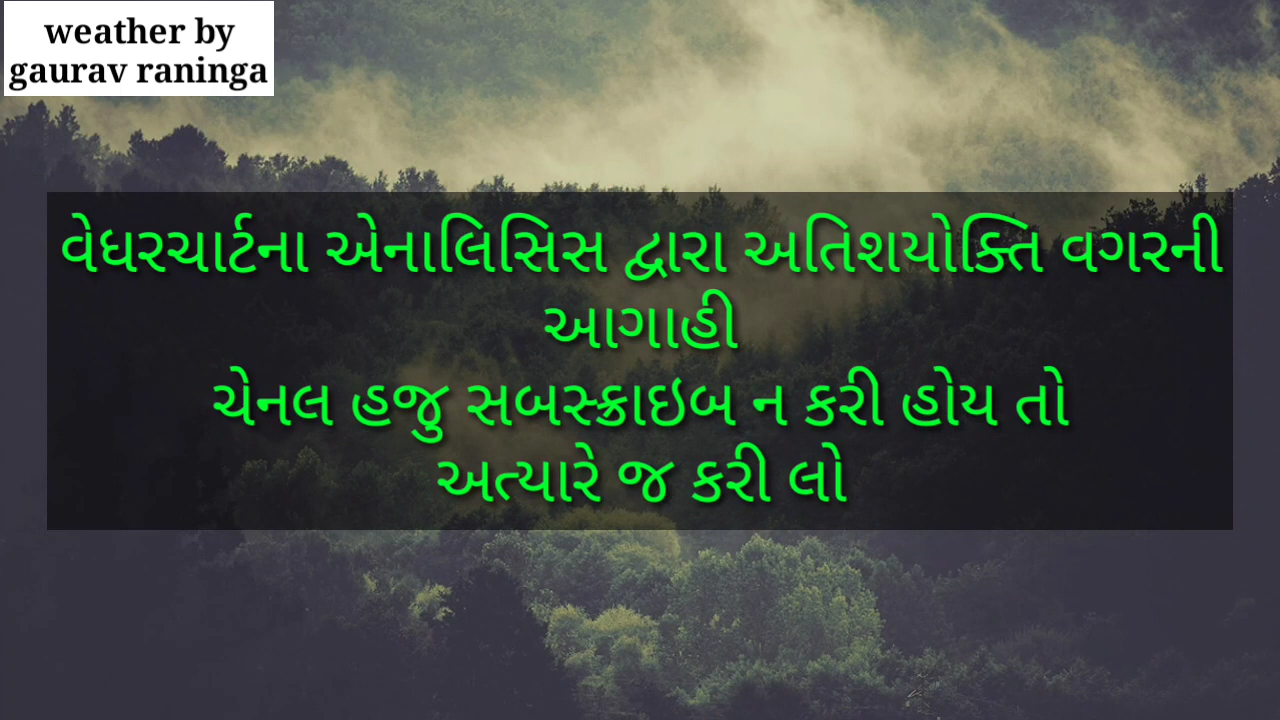 weather by
gaurav raninga
વેધરચાર્ટના એનાલિસિસ દ્વારા અતિશયોક્તિ વગરની
આગાહી
ચેનલ હજુ સબસ્ક્રાઇબ ન કરી હોય તો
અત્યારે જ કરી લો